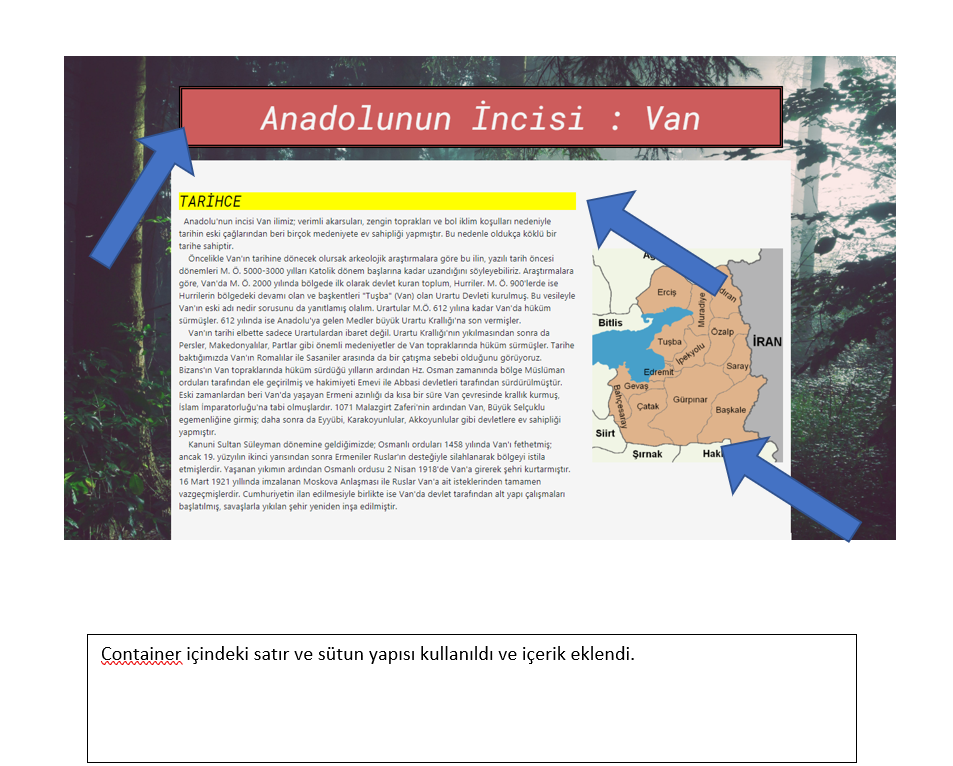 Anadolunun İncisi : Van
TARİHCE
Anadolu'nun incisi Van ilimiz; verimli akarsuları, zengin toprakları ve bol iklim koşulları nedeniyle
tarihin eski çağlarından beri birçok medeniyete ev sahipliği yapmıştır. Bu nedenle oldukça köklü bir
tarihe sahiptir.
Öncelikle Van'ın tarihine dönecek olursak arkeolojik araştırmalara göre bu ilin, yazılı tarih öncesi
dönemleri M. Ö. 5000-3000 yılları Katolik dönem başlarına kadar uzandığını söyleyebiliriz. Araştırmalara
göre, Van'da M. Ö. 2000 yılında bölgede ilk olarak devlet kuran toplum, Hurriler. M. Ö. 900'lerde ise
Hurrilerin bölgedeki devamı olan ve başkentleri "Tuşba" (Van) olan Urartu Devleti kurulmuş. Bu vesileyle
Van'ın eski adı nedir sorusunu da yanıtlamış olalım. Urartular M.Ö. 612 yılına kadar Van'da hüküm
sürmüşler. 612 yılında ise Anadolu'ya gelen Medler büyük Urartu Krallığı'na son vermişler.
Van'ın tarihi elbette sadece Urartulardan ibaret değil. Urartu Krallığı'nın yıkılmasından sonra da
Persler, Makedonyalılar, Partlar gibi önemli medeniyetler de Van topraklarında hüküm sürmüşler. Tarihe
baktığımızda Van'ın Romalılar ile Sasaniler arasında da bir çatışma sebebi olduğunu görüyoruz.
Bizans'ın Van topraklarında hüküm sürdüğü yılların ardından Hz. Osman zamanında bölge Müslüman
orduları tarafından ele geçirilmiş ve hakimiyeti Emevi ile Abbasi devletleri tarafından sürdürülmüştür.
Eski zamanlardan beri Van'da yaşayan Ermeni azınlığı da kısa bir süre Van çevresinde krallık kurmuş,
İslam İmparatorluğu'na tabi olmuşlardır. 1071 Malazgirt Zaferi'nin ardından Van, Büyük Selçuklu
egemenliğine girmiş; daha sonra da Eyyübi, Karakoyunlular, Akkoyunlular gibi devletlere ev sahipliği
yapmıştır.
Kanuni Sultan Süleyman dönemine geldiğimizde; Osmanlı orduları 1458 yılında Van'ı fethetmiş;
ancak 19. yüzyılın ikinci yarısından sonra Ermeniler Ruslar'ın desteğiyle silahlanarak bölgeyi istila
etmişlerdir. Yaşanan yıkımın ardından Osmanlı ordusu 2 Nisan 1918'de Van'a girerek şehri kurtarmıştır.
16 Mart 1921 yıllında imzalanan Moskova Anlaşması ile Ruslar Van'a ait isteklerinden tamamen
vazgeçmişlerdir. Cumhuriyetin ilan edilmesiyle birlikte ise Van'da devlet tarafından alt yapı çalışmaları
başlatılmış, savaşlarla yıkılan şehir yeniden inşa edilmiştir.
Erciş
Muradiye
Bitlis
Özalp
Tuşba
İpekyolu
İRAN
Saray
Edremit
Gevaş
Bahçesaray
Çatak
Gürpınar
Başkale
Siirt
Şırnak
Container içindeki satır ve sütun yapısı kullanıldı ve içerik eklendi.